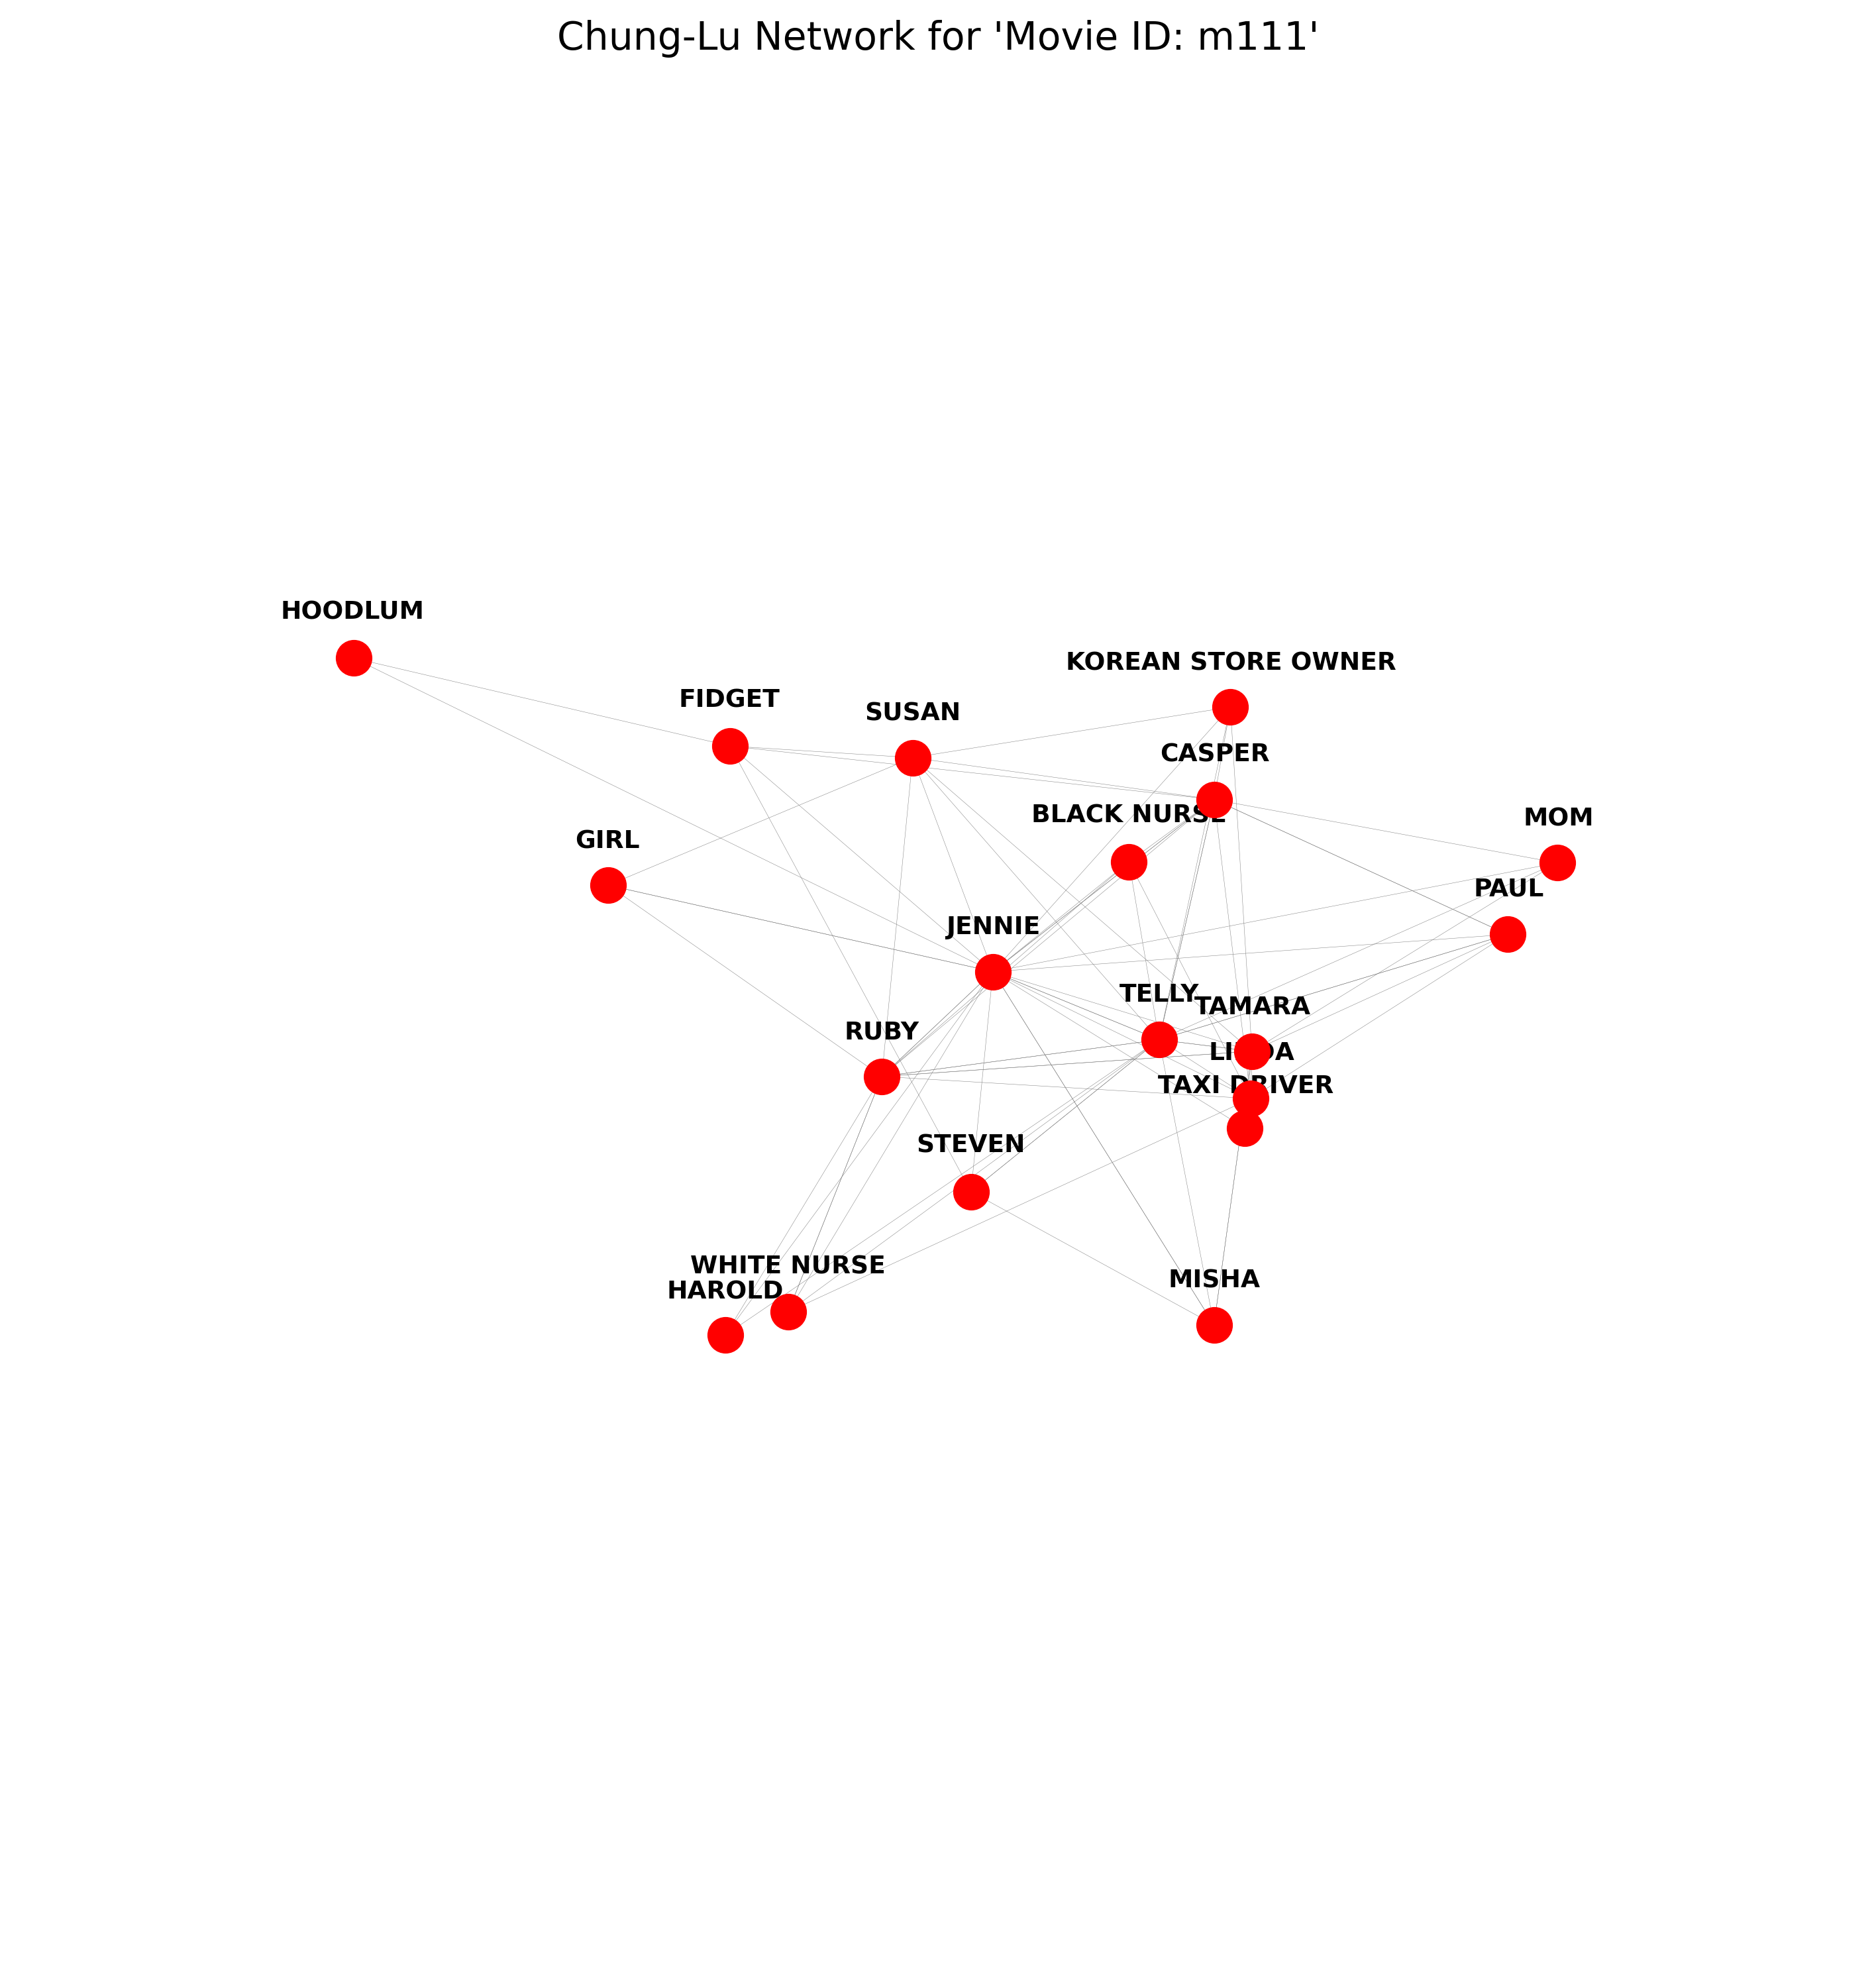 Chung-Lu Network for 'Movie ID: m111'
HOODLUM
KOREAN STORE OWNER
FIDGET
SUSAN
CASPER
BLACK NURSE
MOM
GIRL
PAUL
JENNIE
TELLY
TAMARA
RUBY
LINDA
TAXI DRIVER
STEVEN
WHITE NURSE
MISHA
HAROLD